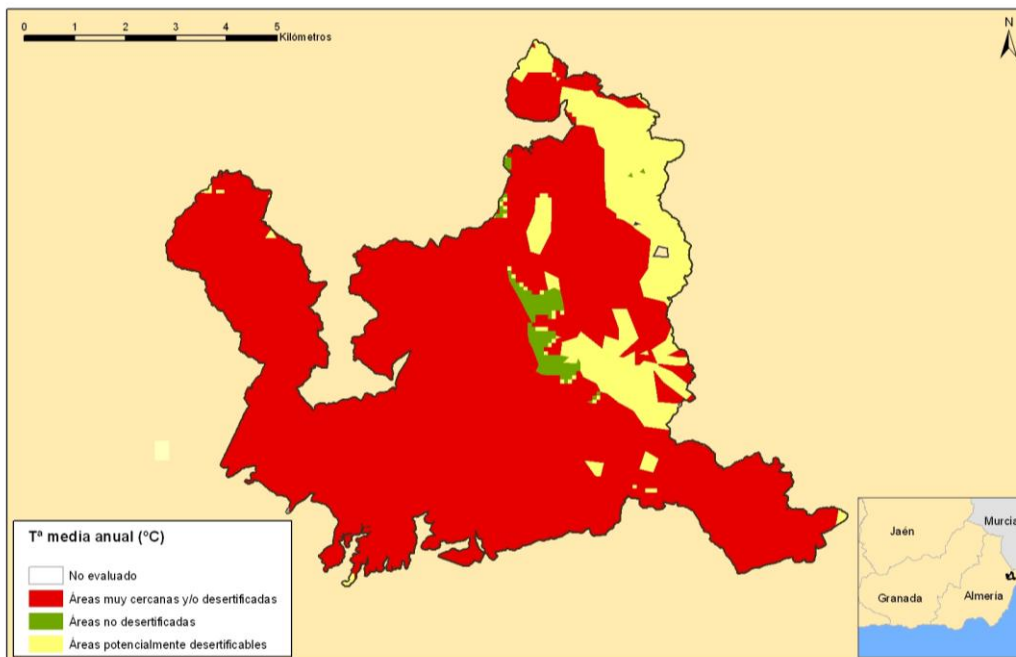 0 1 2 3 4 5
Kilómetros
N
Tª media anual (ºC)
No evaluado
Áreas muy cercanas y/o desertificadas
Áreas no desertificadas
Áreas potencialmente desertificables
Jaén
Murcia
Granada
Almería